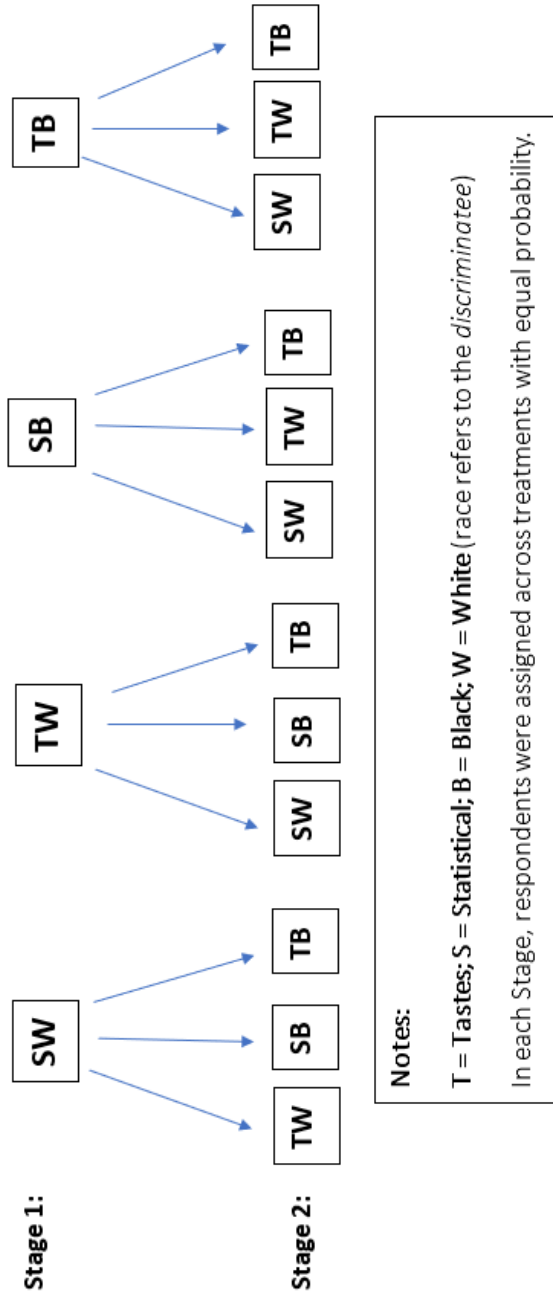 Stage 1:
SW
TW
SB
TB
Stage 2:
TW
SB
TB
SW
SB
TB
SW
TW
TB
SW
TW
TB
Notes:
T = Tastes; S = Statistical; B = Black; W = White (race refers to the discriminatee)
In each Stage, respondents were assigned across treatments with equal probability.